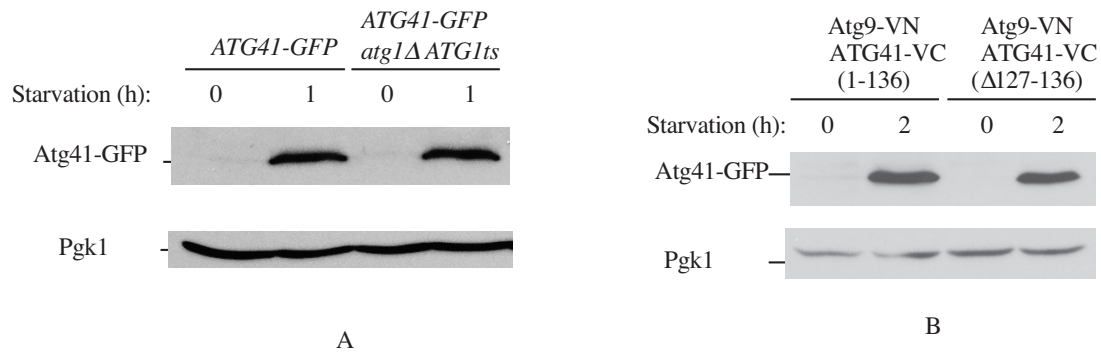 ATG41-GFP
ATG41-GFP
atg1Δ ATG1ts
Starvation (h): 0 1 0 1
Atg41-GFP
Pgk1
A
Atg9-VN
ATG41-VC
(1-136)
Atg9-VN
ATG41-VC
(Δ127-136)
Starvation (h): 0 2 0 2
Atg41-GFP
Pgk1
B